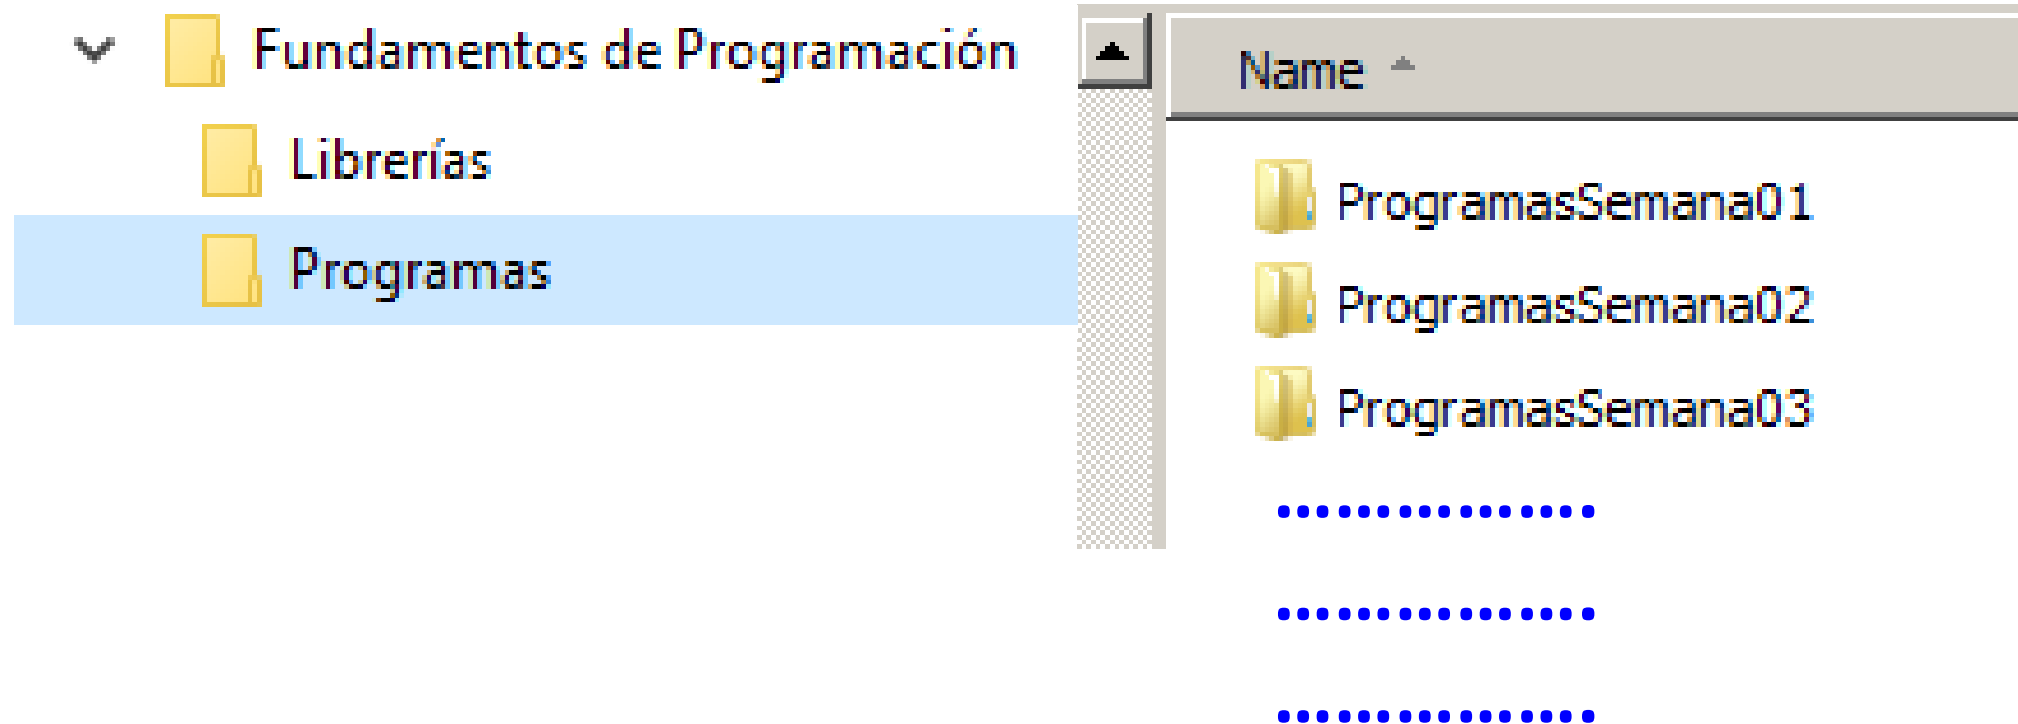 Fundamentos de Programación
Librerías
Programas
Name
ProgramasSemana01
ProgramasSemana02
ProgramasSemana03
................
................
................